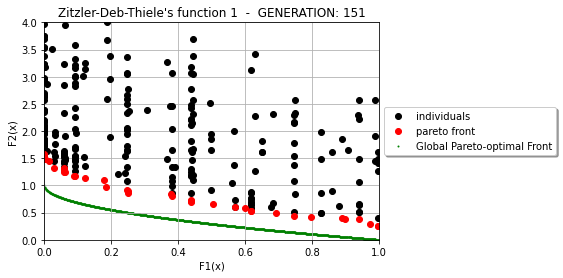 Zitzler-Deb-Thiele's function 1 - GENERATION: 151
4.0
3.5
3.0
2.5
2.0
1.5
1.0
0.5
0.0
F2(x)
0.0 0.2 0.4 0.6 0.8 1.0
F1(x)
individuals
pareto front
Global Pareto-optimal Front